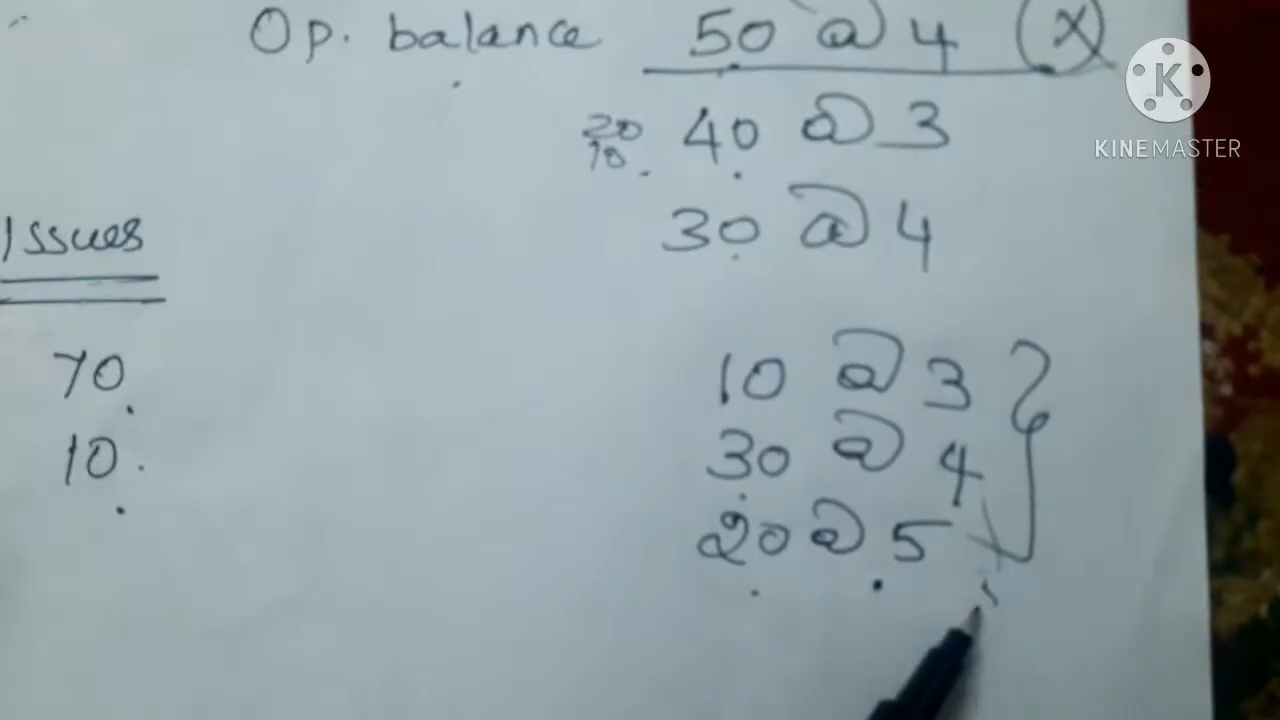 Op. balance 50 @ 4 (X)
20 40 @ 3
10
30 @ 4
Issues
70
10
10 @ 3
30 @ 4
20 @ 5
K
KINEMASTER